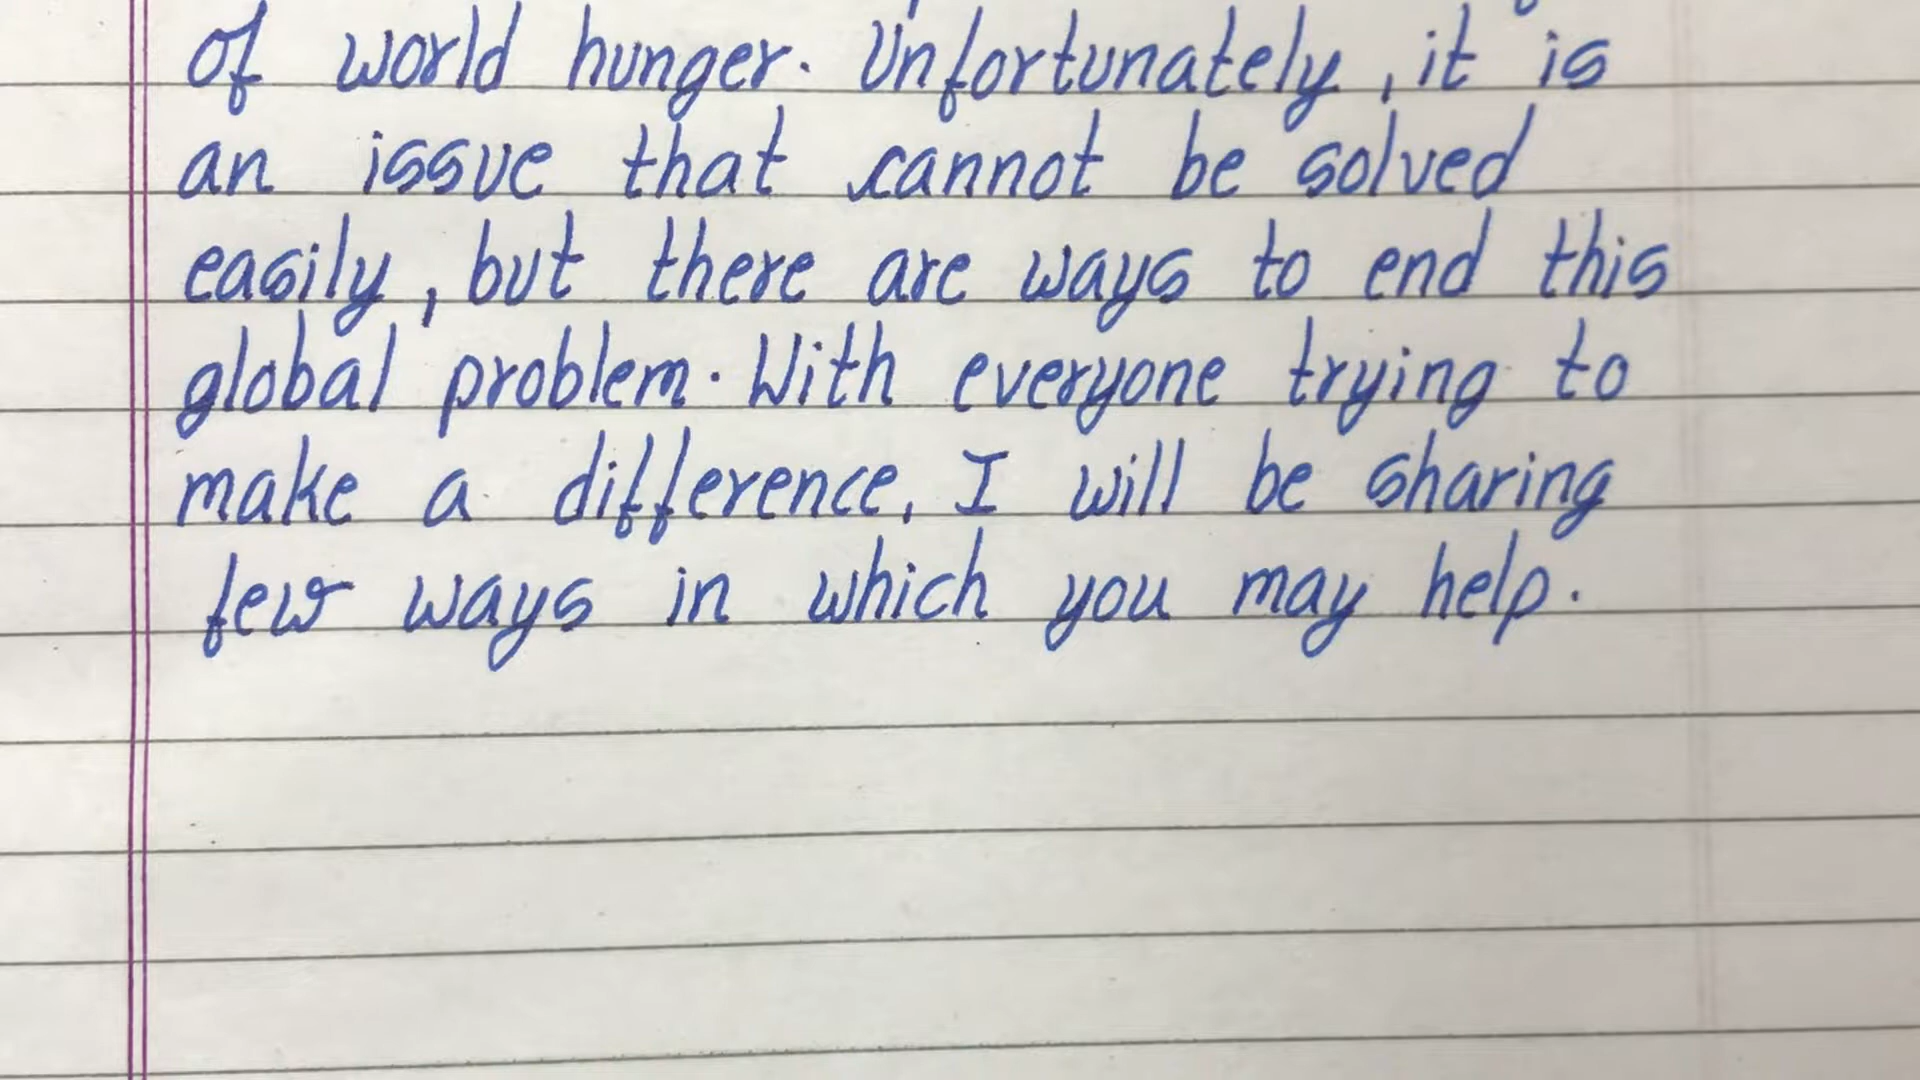 of world hunger. Unfortunately, it is
an issue that cannot be solved
easily, but there are ways to end this
global problem. With everyone trying to
make a difference, I will be sharing
few ways in which you may help.